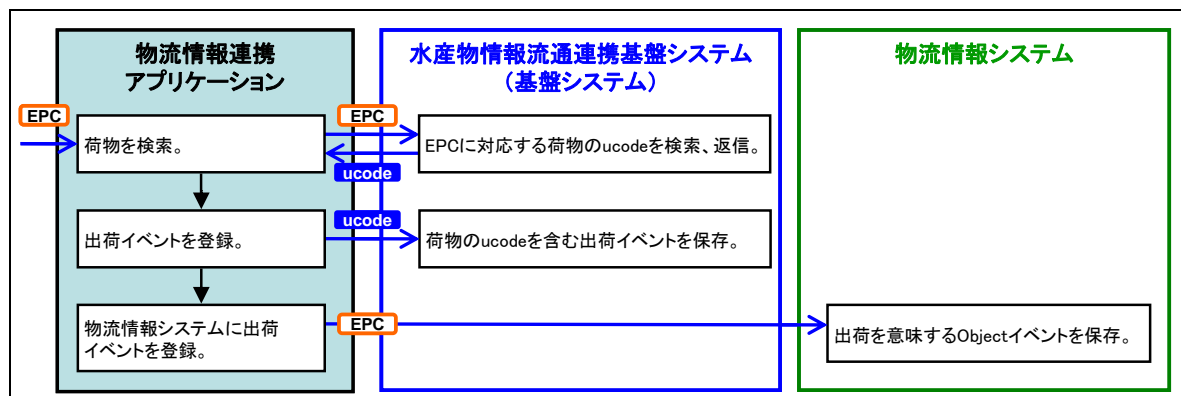 物流情報連携
アプリケーション
水産物情報流通連携基盤システム
（基盤システム）
物流情報システム
EPC
荷物を検索。
EPC
EPCに対応する荷物のucodeを検索、返信。
ucode
出荷イベントを登録。
ucode
荷物のucodeを含む出荷イベントを保存。
物流情報システムに出荷
イベントを登録。
EPC
出荷を意味するObjectイベントを保存。